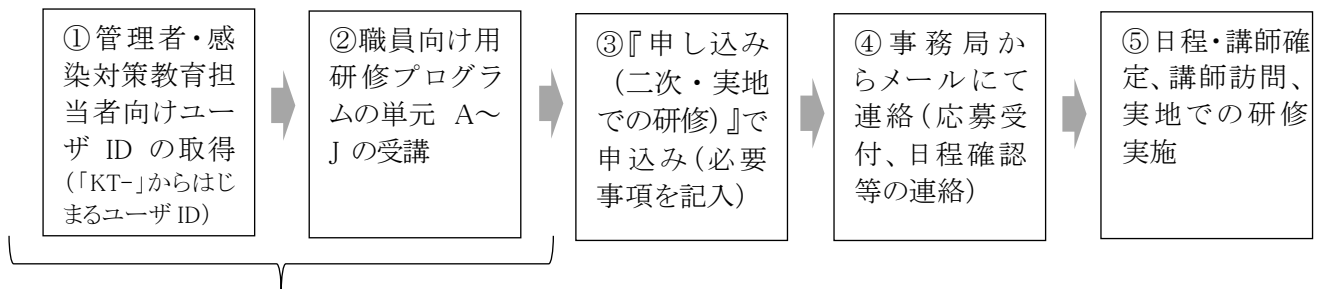 ①管理者・感
染対策教育担
当者向けユー
ザ ID の取得
（「KT-」からはじ
まるユーザ ID）
②職員向け用
研修プログラ
ムの単元 A～
J の受講
③『申し込み
（二次・実地
での研修）』で
申込み（必要
事項を記入）
④事務局か
らメールにて
連絡（応募受
付、日程確認
等の連絡）
⑤日程・講師確
定、講師訪問、
実地での研修
実施